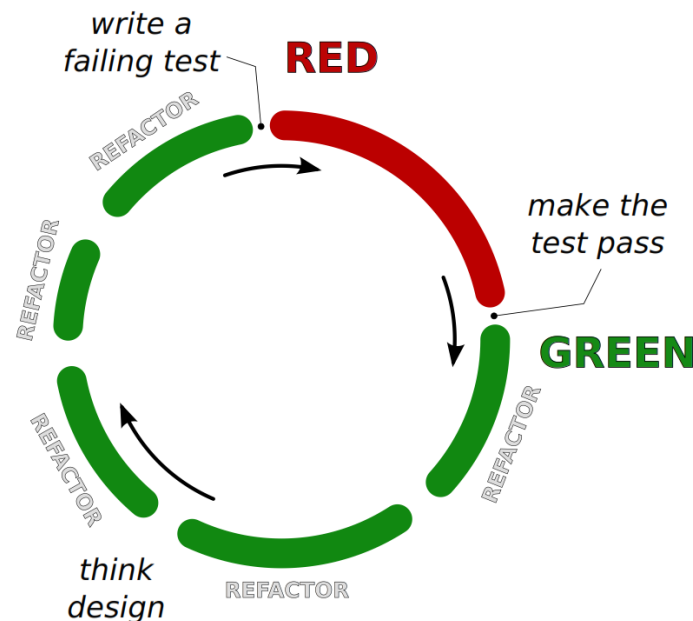 write a
failing test
RED
REFACTOR
make the
test pass
REFACTOR
GREEN
REFACTOR
REFACTOR
think
design
REFACTOR